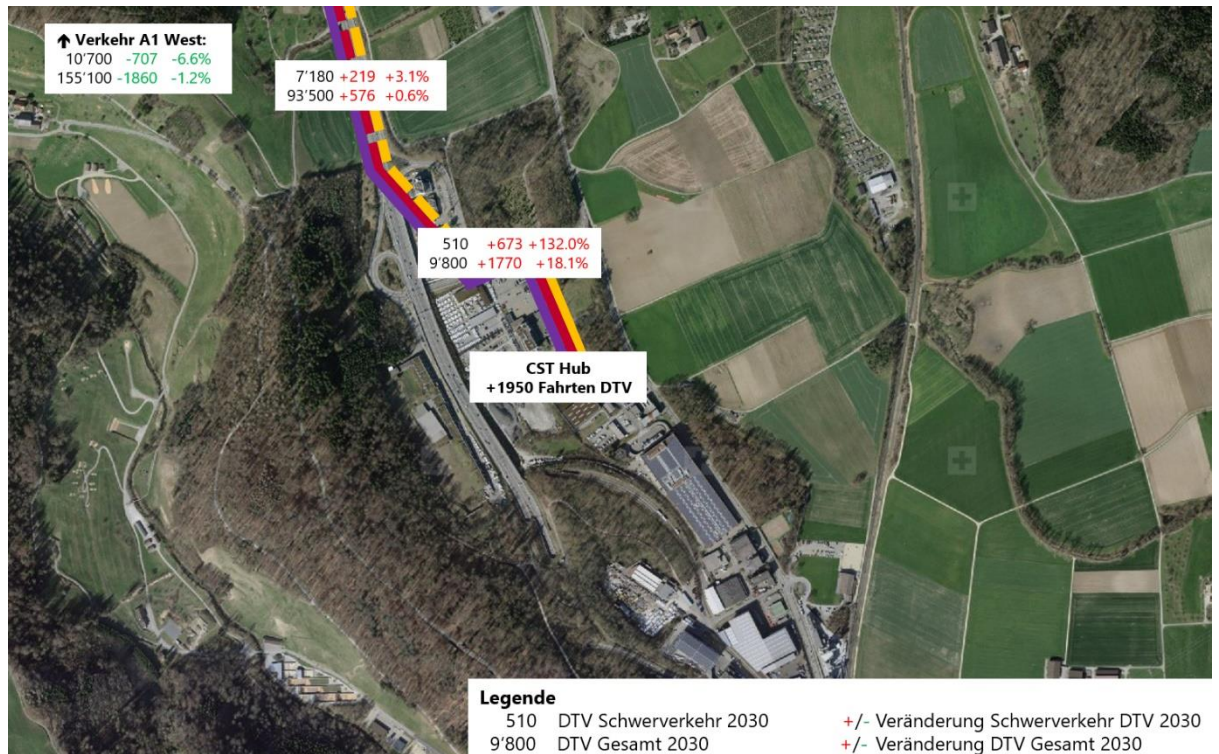 ↑ Verkehr A1 West:
10’700 -707 -6.6%
155’100 -1860 -1.2%
7’180 +219 +3.1%
93’500 +576 +0.6%
510 +673 +132.0%
9’800 +1770 +18.1%
CST Hub
+1950 Fahrten DTV
Legende
510 DTV Schwerverkehr 2030 +/- Veränderung Schwerverkehr DTV 2030
9’800 DTV Gesamt 2030 +/- Veränderung DTV Gesamt 2030